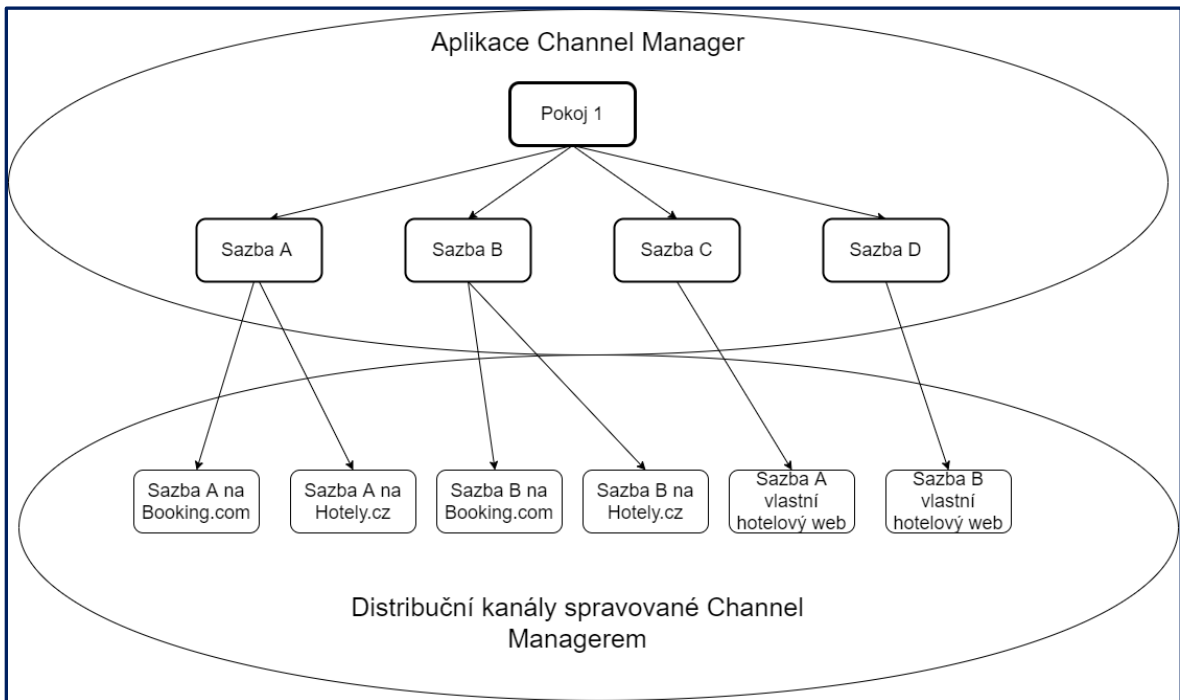 Aplikace Channel Manager
Pokoj 1
Sazba A
Sazba B
Sazba C
Sazba D
Sazba A na
Booking.com
Sazba A na
Hotely.cz
Sazba B na
Booking.com
Sazba B na
Hotely.cz
Sazba A
vlastní
hotelový web
Sazba B
vlastní
hotelový web
Distribuční kanály spravované Channel
Managerem